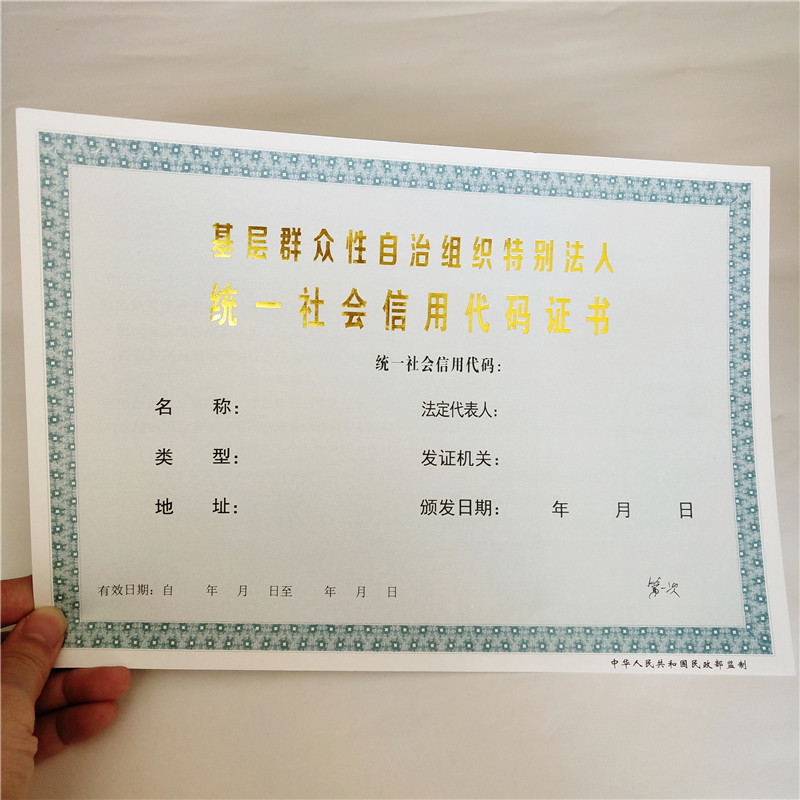 基层群众性自治组织特别法人
统一社会信用代码证书
统一社会信用代码：
名 称： 法定代表人：
类 型： 发证机关：
地 址： 颁发日期： 年 月 日
有效日期：自 年 月 日至 年 月 日 第一次
中华人民共和国民政部监制